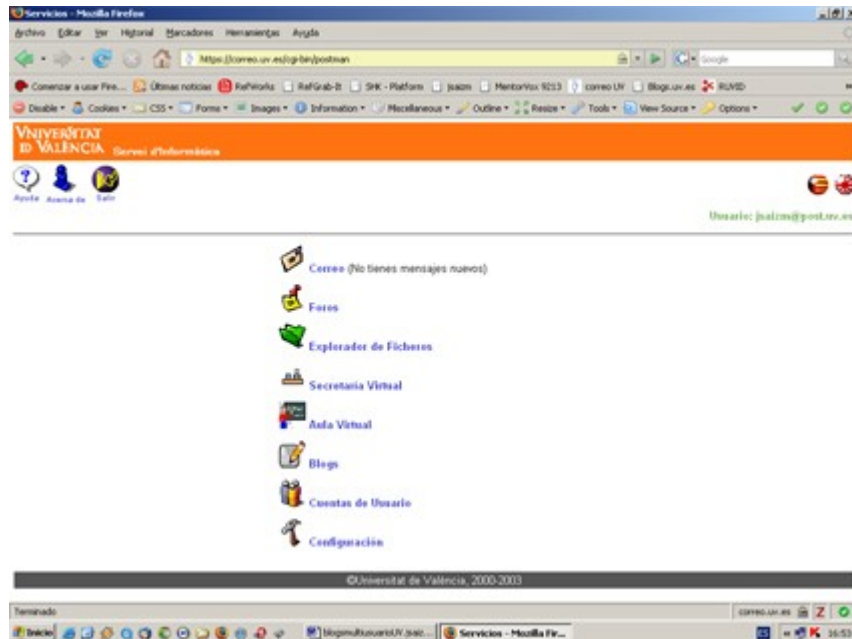 Servicios - Mozilla Firefox
Archivo Editar Ver Historial Marcadores Herramientas Ayuda
https://correo.uv.es/cgi-bin/postman
Google
Comenzar a usar Fire... Últimas noticias RefWorks RefGrab-It SHK - Platform jsaizm MentorVox 9213 correo UV Blogs.uv.es RUVID
Disable CSS Cookies Forms Images Information Miscellaneous Outline Resize Tools View Source Options
VNIVERSITAT
ID VALÈNCIA Servei d'Informàtica
Ayuda Acerca de Salir
Usuario: jsaizm@post.uv.es
Correo (No tienes mensajes nuevos)
Foros
Explorador de Ficheros
Secretaria Virtual
Aula Virtual
Blogs
Cuentas de Usuario
Configuración
©Universitat de València, 2000-2003
Terminado
correo.uv.es
Inicio
blogsmultiusuarioUV.jsaiz...
Servicios - Mozilla Fir...
ES
16:53